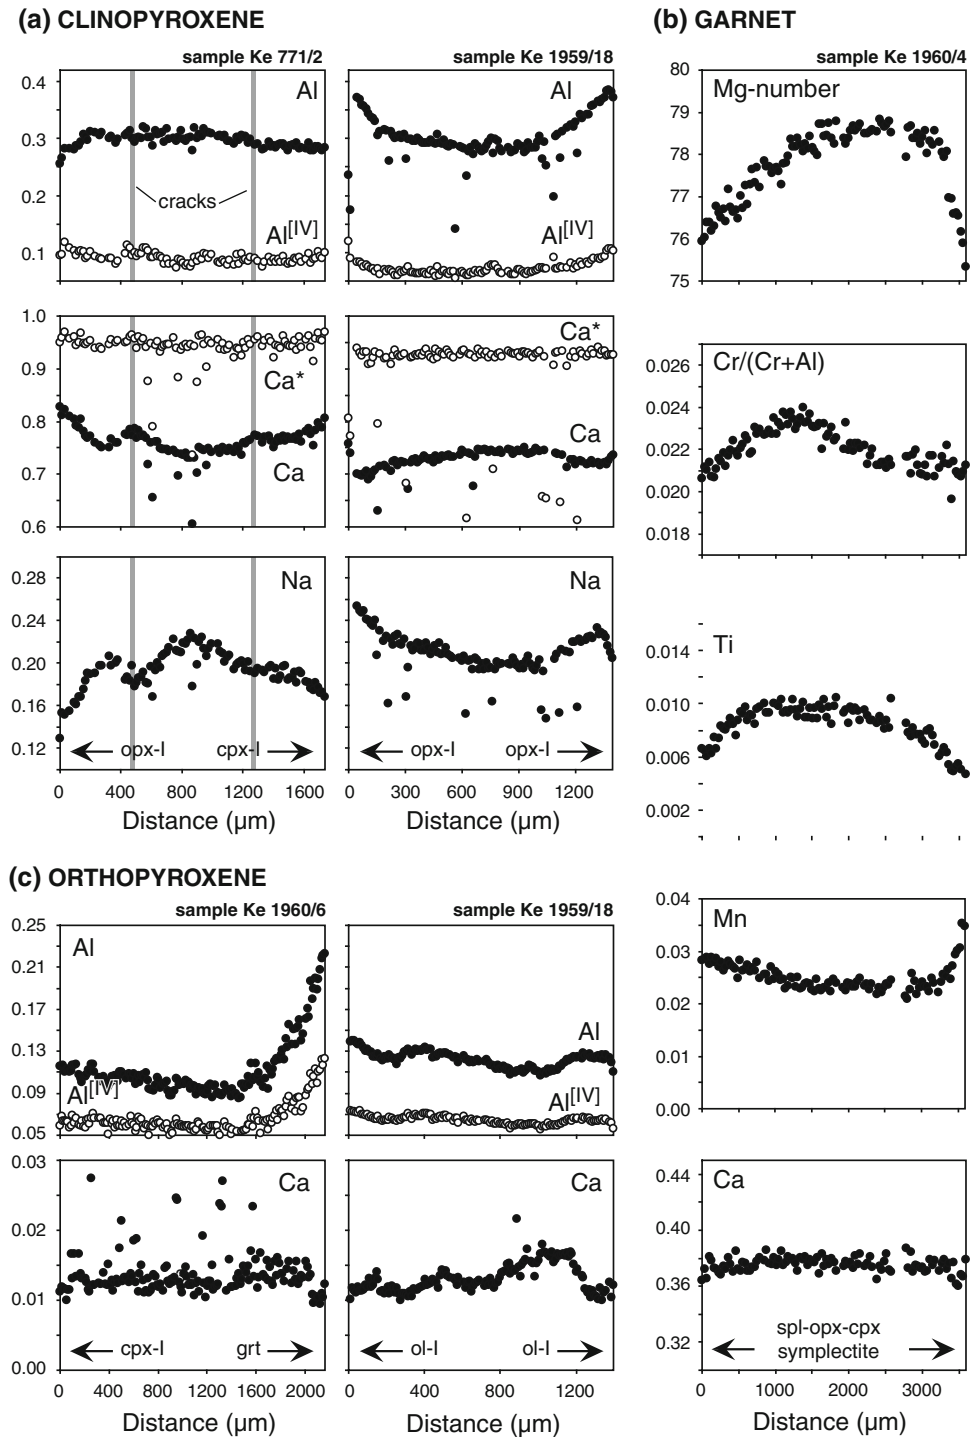 (a) CLINOPYROXENE
sample Ke 771/2
sample Ke 1959/18
0.4
0.3
0.2
0.1
Al
cracks
Al[IV]
Al
Al[IV]
1.0
0.9
0.8
0.7
0.6
Ca*
Ca
Ca*
Ca
0.28
0.24
0.20
0.16
0.12
Na
opx-I
cpx-I
Na
opx-I
opx-I
0
400
800
1200
1600
0
300
600
900
1200
Distance (µm)
Distance (µm)
(b) GARNET
sample Ke 1960/4
80
79
78
77
76
75
Mg-number
0.026
0.024
0.022
0.020
0.018
Cr/(Cr+Al)
0.014
0.010
0.006
0.002
Ti
0.04
0.03
0.02
0.01
0.00
Mn
0.44
0.40
0.36
0.32
Ca
spl-opx-cpx
symplectite
0
1000
2000
3000
Distance (µm)
(c) ORTHOPYROXENE
sample Ke 1960/6
sample Ke 1959/18
0.25
0.21
0.17
0.13
0.09
0.05
Al
Al[IV]
Al
Al[IV]
0.03
0.02
0.01
0.00
Ca
cpx-I
grt
Ca
ol-I
ol-I
0
400
800
1200
1600
2000
0
400
800
1200
Distance (µm)
Distance (µm)